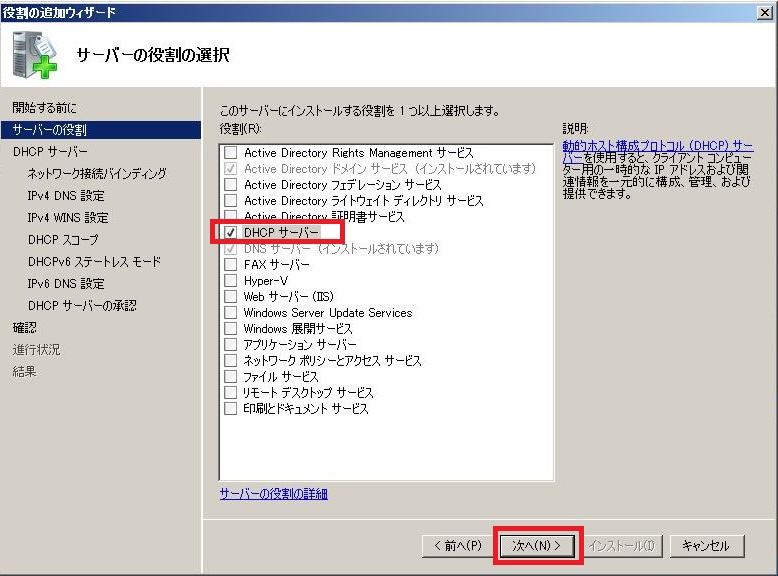 役割の追加ウィザード
サーバーの役割の選択
開始する前に
サーバーの役割
DHCP サーバー
ネットワーク接続バインディング
IPv4 DNS 設定
IPv4 WINS 設定
DHCP スコープ
DHCPv6 ステートレス モード
IPv6 DNS 設定
DHCP サーバーの承認
確認
進行状況
結果
このサーバーにインストールする役割を 1 つ以上選択します。
役割(R):
Active Directory Rights Management サービス
Active Directory ドメイン サービス (インストールされています)
Active Directory フェデレーション サービス
Active Directory ライトウェイト ディレクトリ サービス
Active Directory 証明書サービス
DHCP サーバー
DNS サーバー (インストールされています)
FAX サーバー
Hyper-V
Web サーバー (IIS)
Windows Server Update Services
Windows 展開サービス
アプリケーション サーバー
ネットワーク ポリシーとアクセス サービス
ファイル サービス
リモート デスクトップ サービス
印刷とドキュメント サービス
サーバーの役割の詳細
説明:
動的ホスト構成プロトコル (DHCP) サー
バーを使用すると、クライアント コンピュー
ター用の一時的な IP アドレスおよび関
連情報を一元的に構成、管理、および
提供できます。
< 前へ(P)
次へ(N) >
インストール(I)
キャンセル